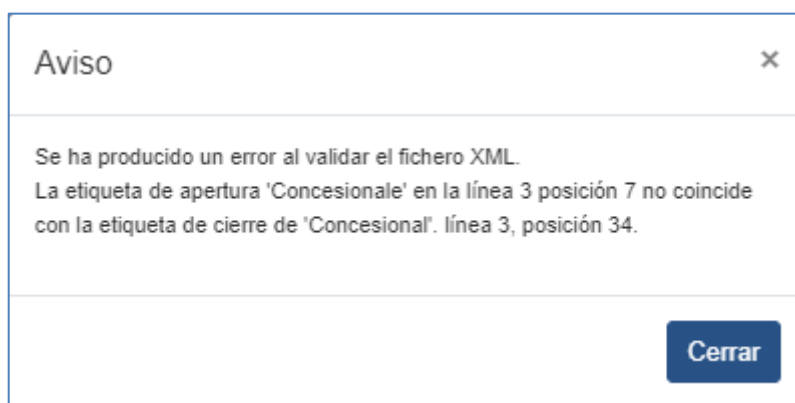 Aviso
×
Se ha producido un error al validar el fichero XML.
La etiqueta de apertura 'Concesionale' en la línea 3 posición 7 no coincide
con la etiqueta de cierre de 'Concesional'. línea 3, posición 34.
Cerrar